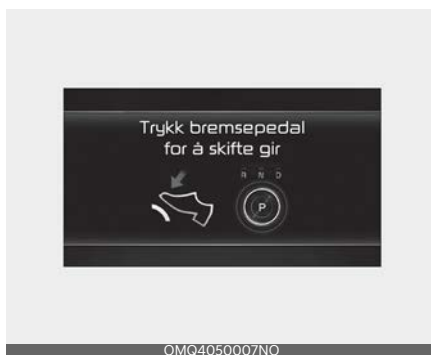 Trykk bremsepedal
for å skifte gir
R N D
P
OMQ4050007NO